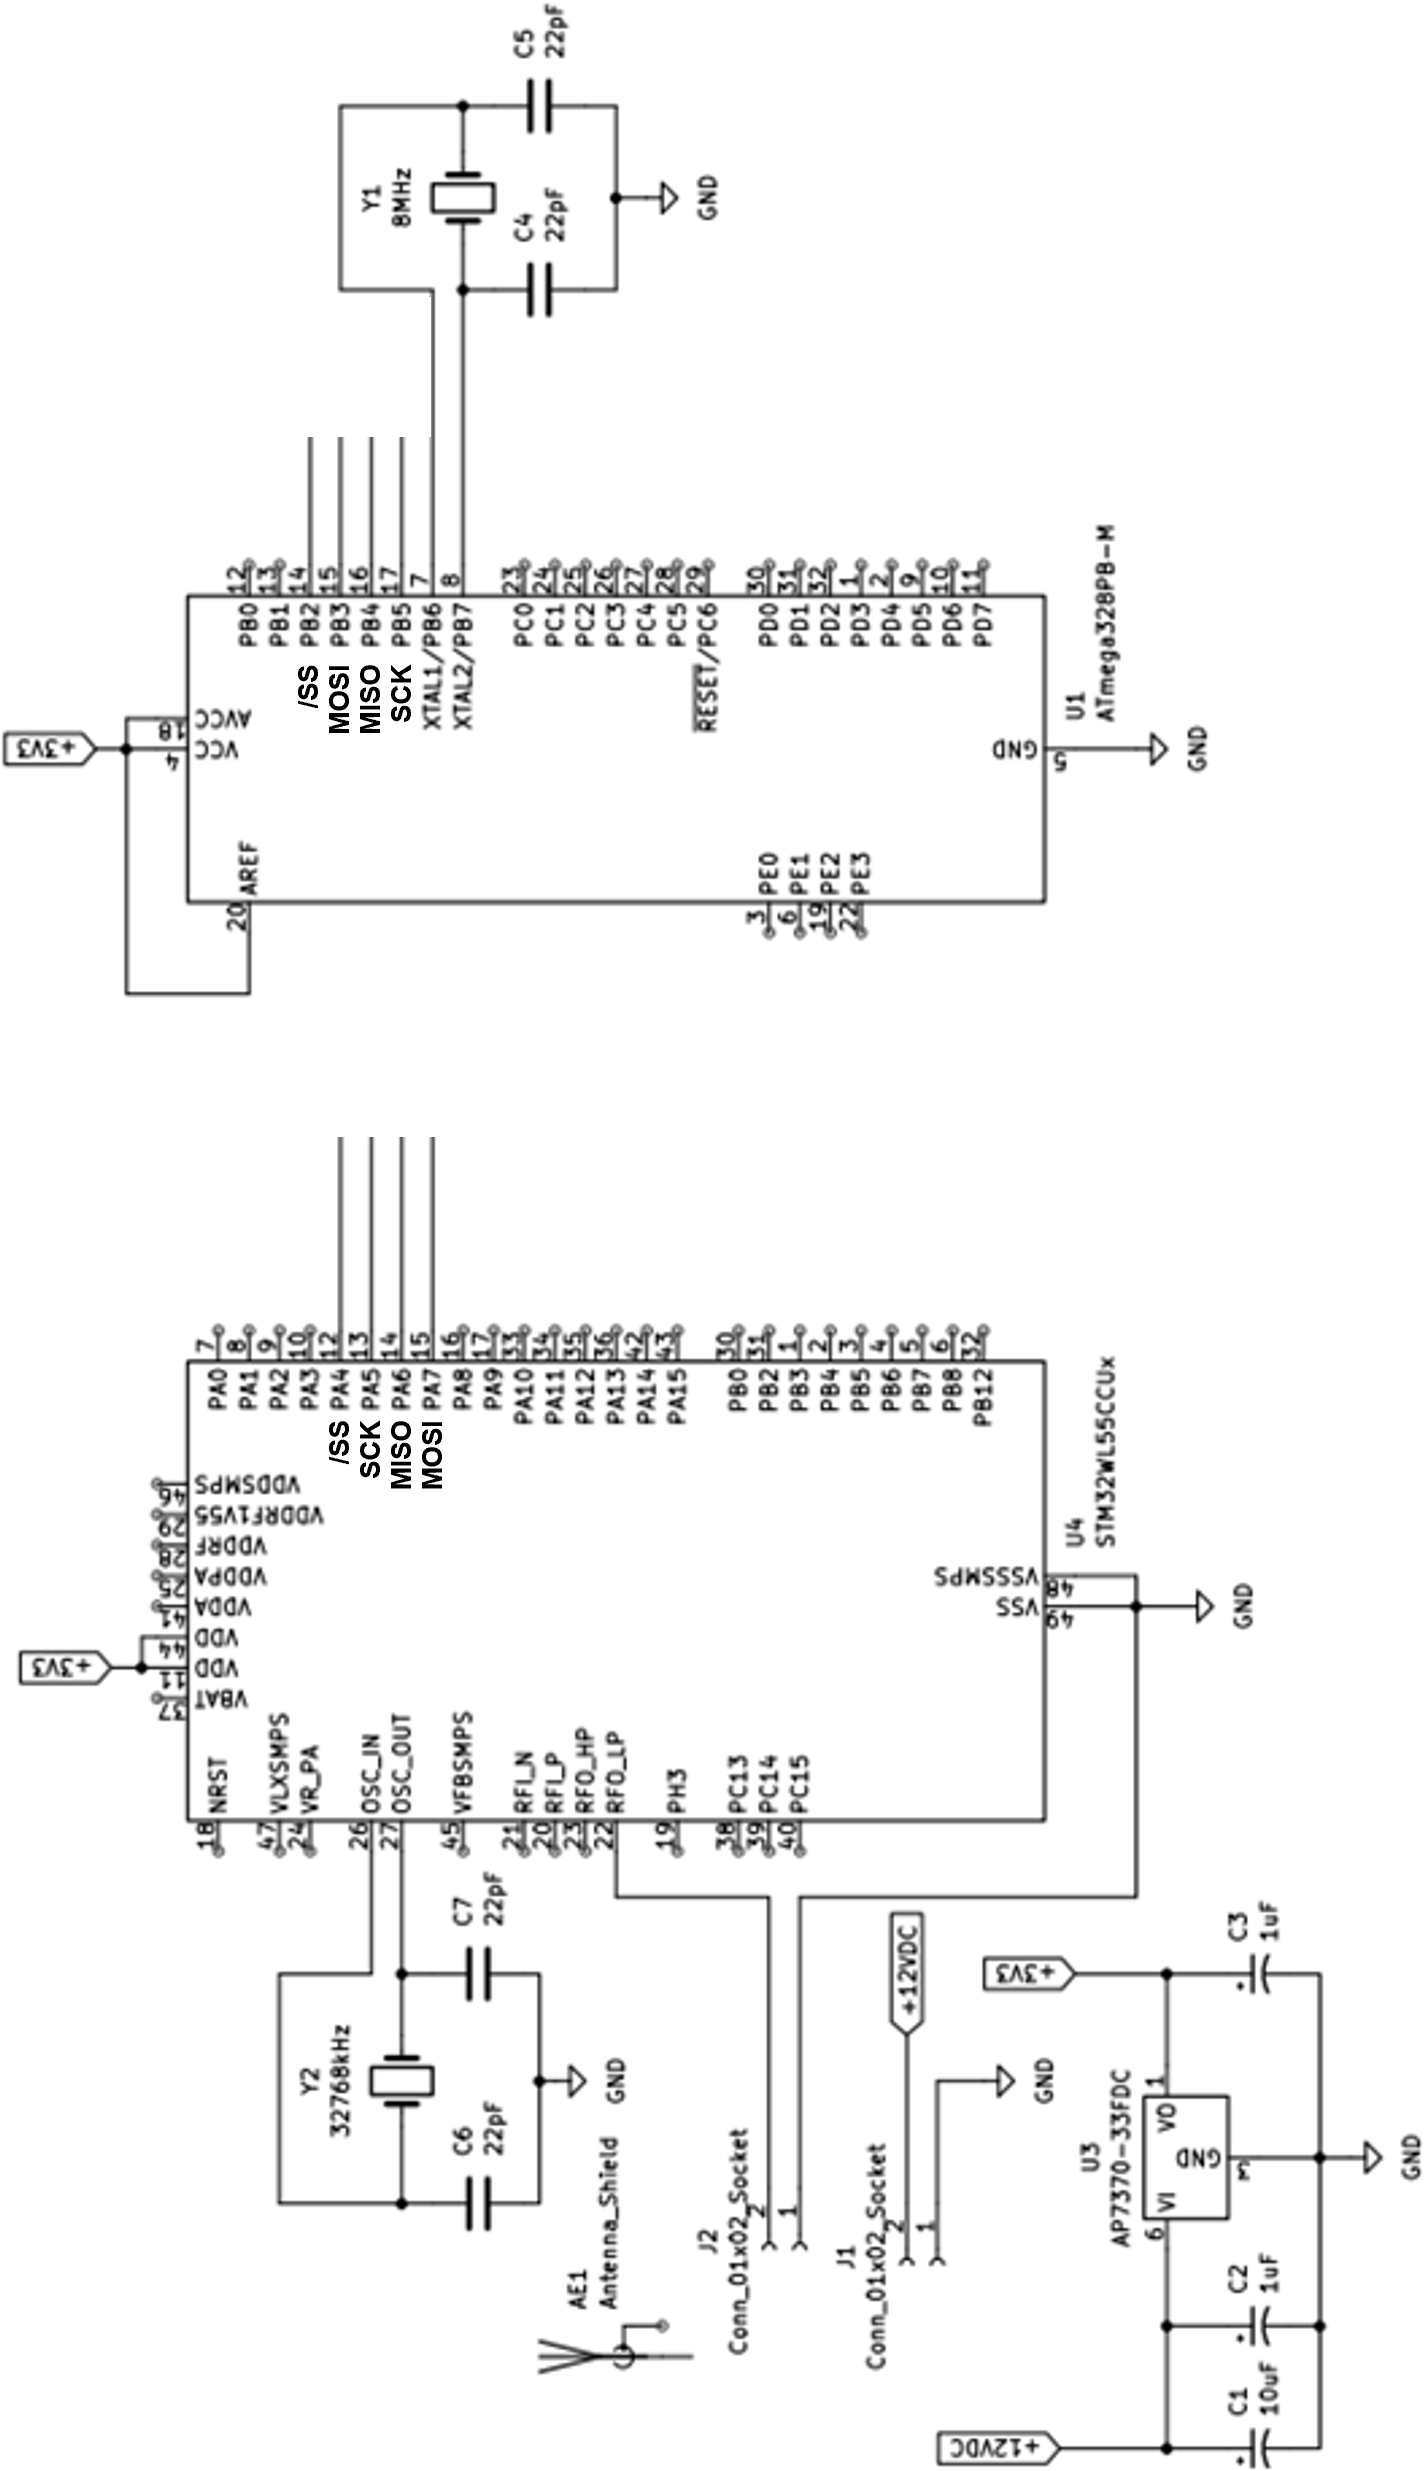 C5
22pF
Y1
8MHz
C4
22pF
GND
+3V3
18
AVCC
4
VCC
20
AREF
12
PB0
13
PB1
14
PB2
/SS
15
PB3
MOSI
16
PB4
MISO
17
PB5
SCK
7
XTAL1/PB6
8
XTAL2/PB7
23
PC0
24
PC1
25
PC2
26
PC3
27
PC4
28
PC5
29
RESET/PC6
30
PD0
31
PD1
32
PD2
1
PD3
2
PD4
9
PD5
10
PD6
11
PD7
3
PE0
6
PE1
19
PE2
22
PE3
GND
5
GND
U1
ATmega328PB-M
7
PA0
8
PA1
9
PA2
10
PA3
12
PA4
/SS
13
PA5
SCK
14
PA6
MISO
15
PA7
MOSI
16
PA8
17
PA9
33
PA10
34
PA11
35
PA12
36
PA13
42
PA14
43
PA15
30
PB0
31
PB2
1
PB3
2
PB4
3
PB5
4
PB6
5
PB7
6
PB8
32
PB12
46
VDDSMPS
29
VDDRF1V55
28
VDDRF
25
VDDPA
41
VDDA
44
VDD
11
VDD
37
VBAT
+3V3
18
NRST
47
VLXSMPS
24
VR_PA
26
OSC_IN
27
OSC_OUT
45
VFBSMPS
21
RFI_N
20
RFI_P
23
RFO_HP
22
RFO_LP
19
PH3
38
PC13
39
PC14
40
PC15
VSSSMPS
48
VSS
49
GND
U4
STM32WL55CCUx
C7
22pF
Y2
32768kHz
C6
22pF
GND
AE1
Antenna_Shield
J2
Conn_01x02_Socket
2
1
J1
Conn_01x02_Socket
2
1
+12VDC
GND
+3V3
C3
1uF
U3
AP7370-33FDC
1
VO
GND
3
VI
6
GND
C2
1uF
C1
10uF
+12VDC